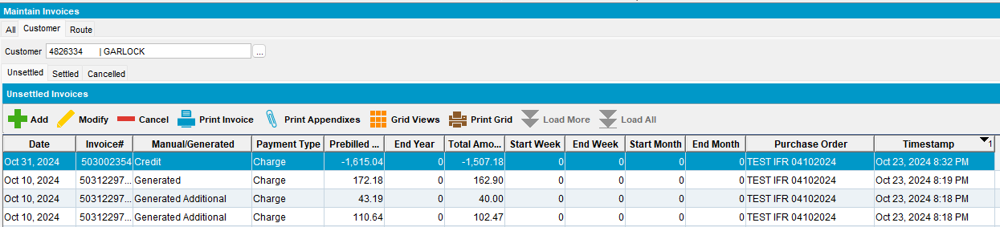 Maintain Invoices
All Customer Route
Customer 4826334 | GARLOCK ...
Unsettled Settled Cancelled
Unsettled Invoices
Add Modify Cancel Print Invoice Print Appendixes Grid Views Print Grid Load More Load All
Date Invoice# Manual/Generated Payment Type Prebilled ... End Year Total Amo... Start Week End Week Start Month End Month Purchase Order Timestamp 1
Oct 31, 2024 503002354 Credit Charge -1,615.04 0 -1,507.18 0 0 0 0 TEST IFR 04102024 Oct 23, 2024 8:32 PM
Oct 10, 2024 50312297... Generated Charge 172.18 0 162.90 0 0 0 0 TEST IFR 04102024 Oct 23, 2024 8:19 PM
Oct 10, 2024 50312297... Generated Additional Charge 43.19 0 40.00 0 0 0 0 TEST IFR 04102024 Oct 23, 2024 8:18 PM
Oct 10, 2024 50312297... Generated Additional Charge 110.64 0 102.47 0 0 0 0 TEST IFR 04102024 Oct 23, 2024 8:18 PM